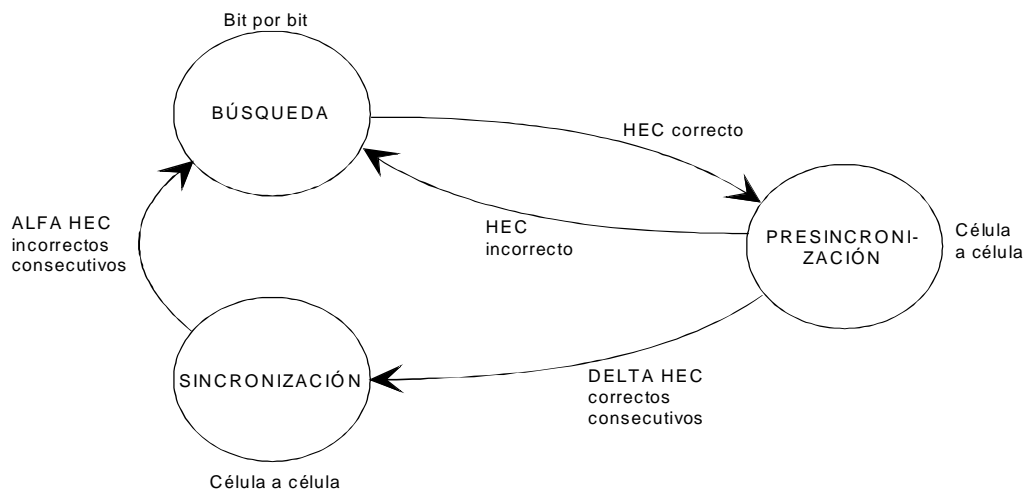 Bit por bit
BÚSQUEDA
HEC correcto
ALFA HEC
incorrectos
consecutivos
HEC
incorrecto
PRESINCRONI-
ZACIÓN
Célula
a célula
SINCRONIZACIÓN
DELTA HEC
correctos
consecutivos
Célula a célula